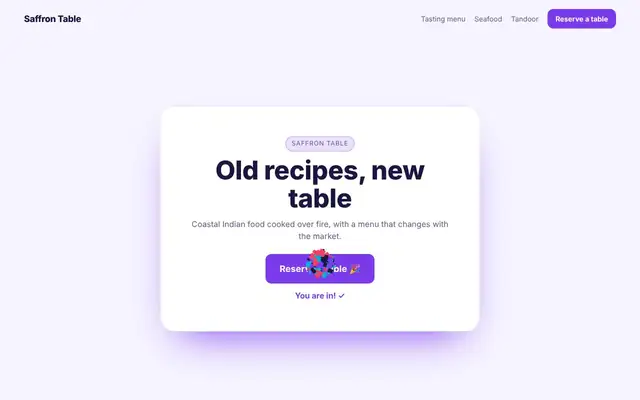 Saffron Table
Tasting menu Seafood Tandoor Reserve a table
SAFFRON TABLE
Old recipes, new
table
Coastal Indian food cooked over fire, with a menu that changes with
the market.
🎉
You are in! ✓